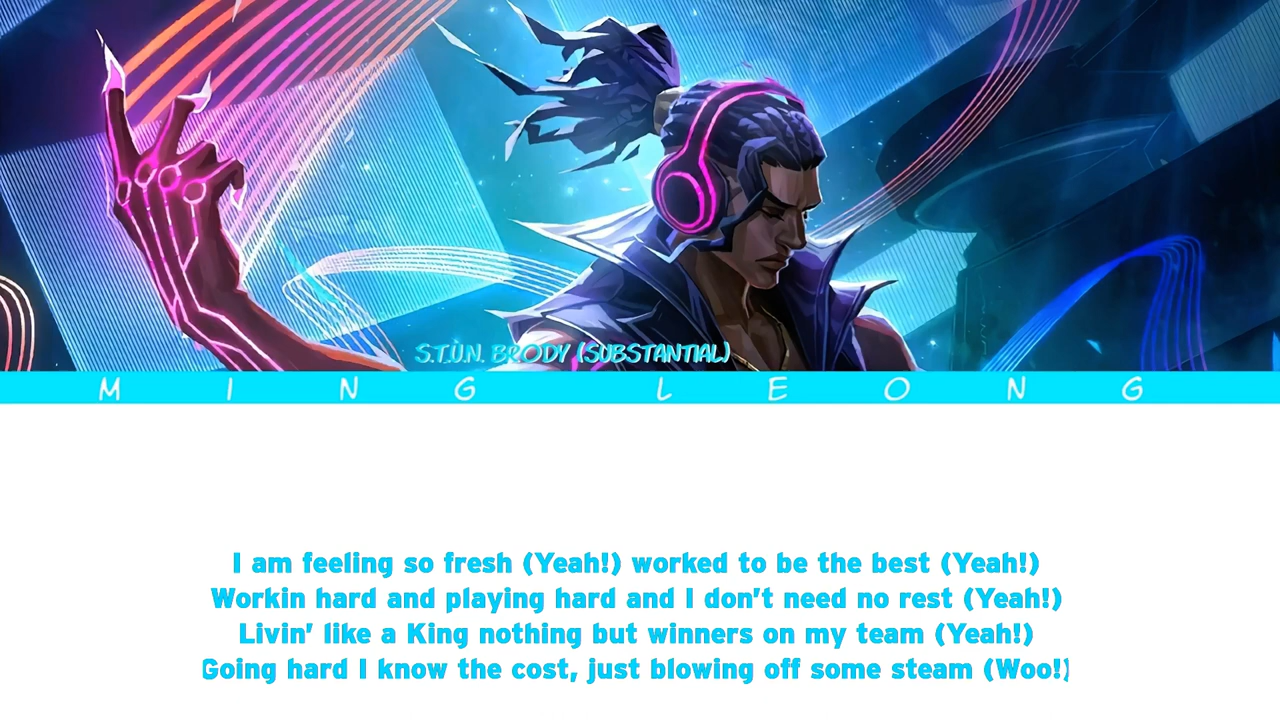 S.T.Ù.N. BRODY (SUBSTANTIAL)
MING LEONG
I am feeling so fresh (Yeah!) worked to be the best (Yeah!)
Workin hard and playing hard and I don't need no rest (Yeah!)
Livin' like a King nothing but winners on my team (Yeah!)
Going hard I know the cost, just blowing off some steam (Woo!)